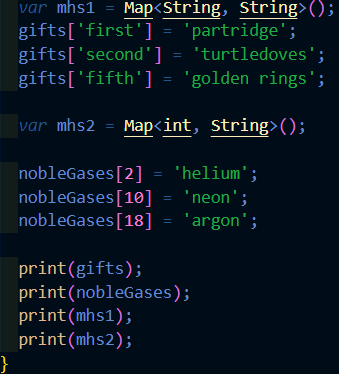 var mhs1 = Map<String, String>();
gifts['first'] = 'partridge';
gifts['second'] = 'turtledoves';
gifts['fifth'] = 'golden rings';
var mhs2 = Map<int, String>();
nobleGases[2] = 'helium';
nobleGases[10] = 'neon';
nobleGases[18] = 'argon';
print(gifts);
print(nobleGases);
print(mhs1);
print(mhs2);
}